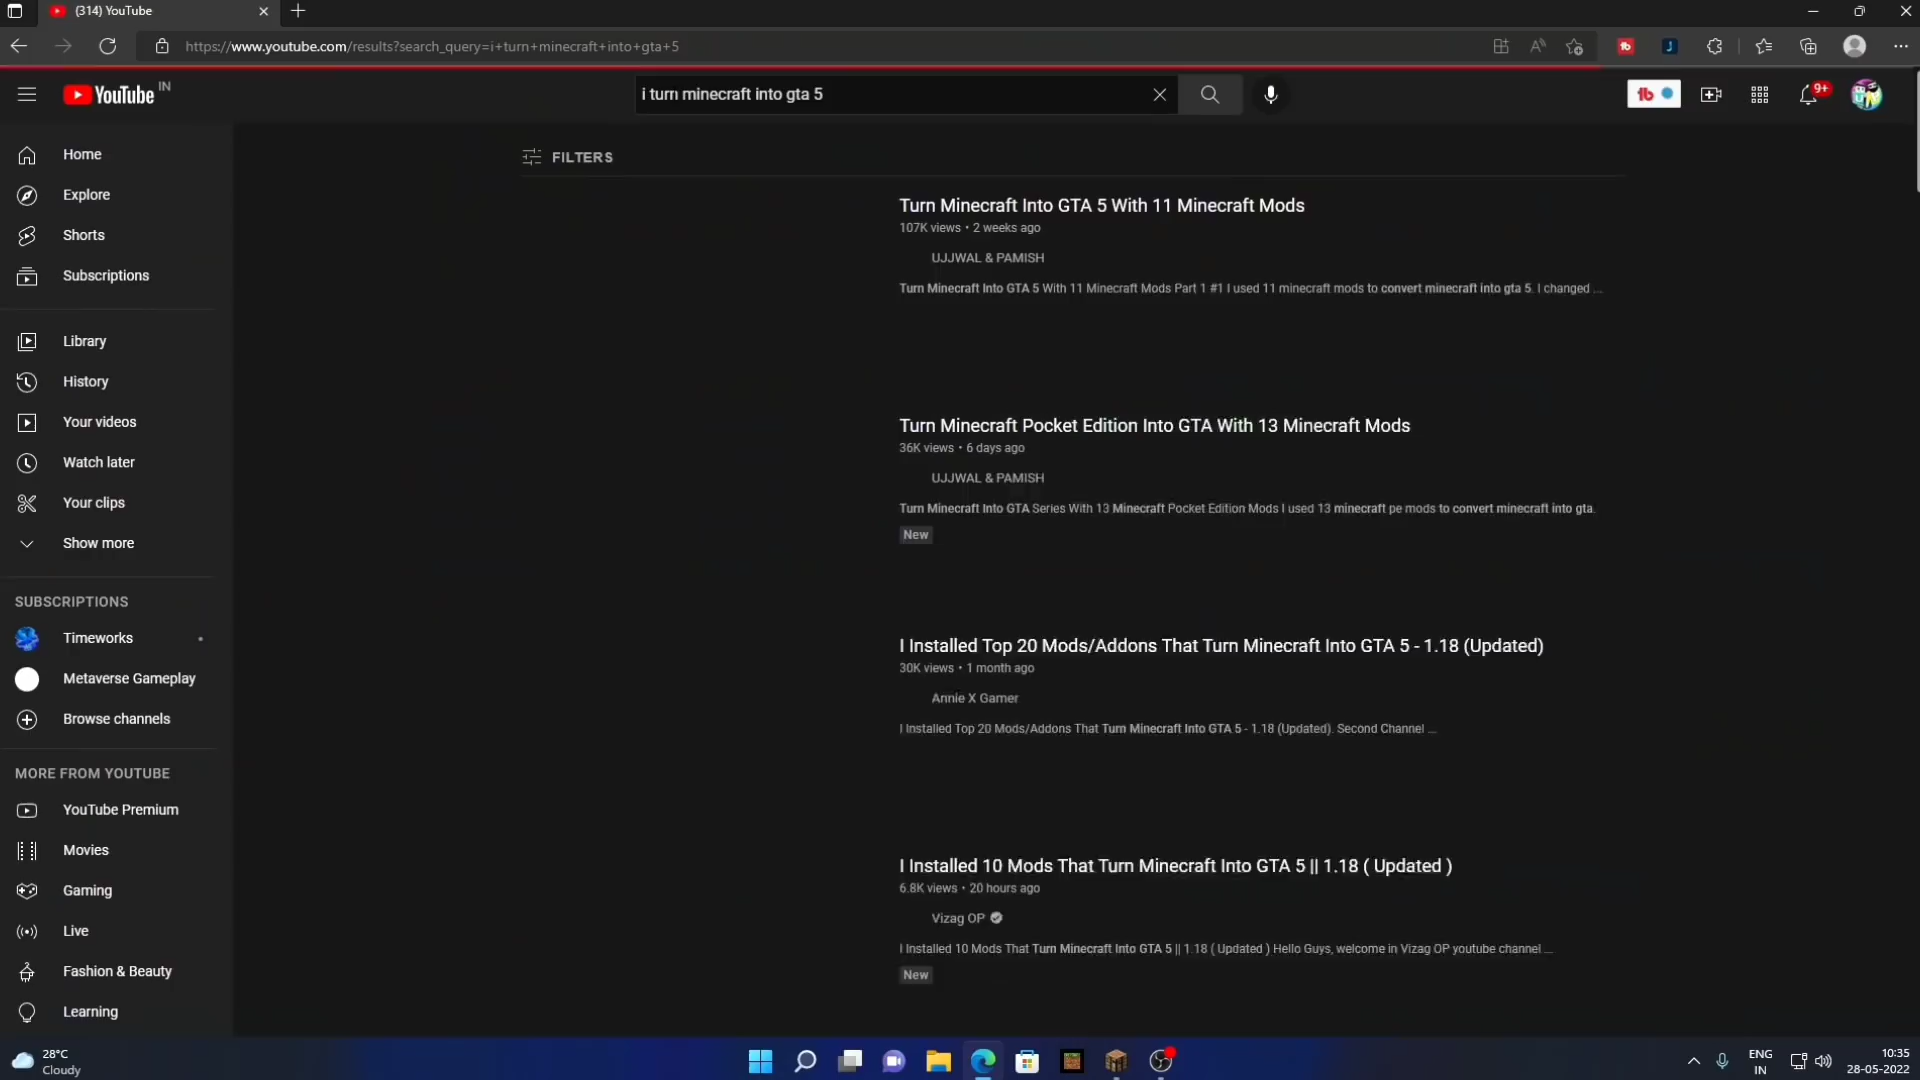 (314) YouTube
https://www.youtube.com/results?search_query=i+turn+minecraft+into+gta+5
YouTube IN
i turn minecraft into gta 5
9+
Home
Explore
Shorts
Subscriptions
Library
History
Your videos
Watch later
Your clips
Show more
SUBSCRIPTIONS
Timeworks
Metaverse Gameplay
Browse channels
MORE FROM YOUTUBE
YouTube Premium
Movies
Gaming
Live
Fashion & Beauty
Learning
FILTERS
Turn Minecraft Into GTA 5 With 11 Minecraft Mods
107K views • 2 weeks ago
UJJWAL & PAMISH
Turn Minecraft Into GTA 5 With 11 Minecraft Mods Part 1 #1 I used 11 minecraft mods to convert minecraft into gta 5. I changed ...
Turn Minecraft Pocket Edition Into GTA With 13 Minecraft Mods
36K views • 6 days ago
UJJWAL & PAMISH
Turn Minecraft Into GTA Series With 13 Minecraft Pocket Edition Mods I used 13 minecraft pe mods to convert minecraft into gta.
New
I Installed Top 20 Mods/Addons That Turn Minecraft Into GTA 5 - 1.18 (Updated)
30K views • 1 month ago
Annie X Gamer
I Installed Top 20 Mods/Addons That Turn Minecraft Into GTA 5 - 1.18 (Updated). Second Channel ...
I Installed 10 Mods That Turn Minecraft Into GTA 5 || 1.18 ( Updated )
6.8K views • 20 hours ago
Vizag OP
I Installed 10 Mods That Turn Minecraft Into GTA 5 || 1.18 ( Updated ) Hello Guys, welcome in Vizag OP youtube channel ...
New
28°C
Cloudy
ENG
IN
10:35
28-05-2022